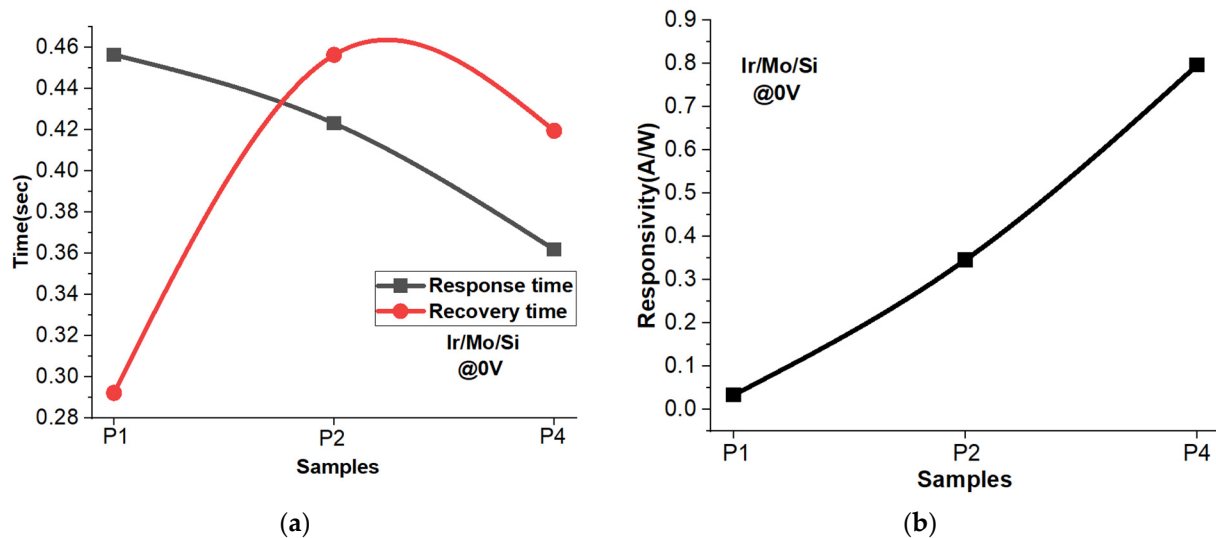 0.46
0.44
0.42
0.40
0.38
0.36
0.34
0.32
0.30
0.28
Time(sec)
Response time
Recovery time
Ir/Mo/Si
@0V
P1
P2
P4
Samples
(a)
0.9
0.8
0.7
0.6
0.5
0.4
0.3
0.2
0.1
0.0
Responsivity(A/W)
Ir/Mo/Si
@0V
P1
P2
P4
Samples
(b)